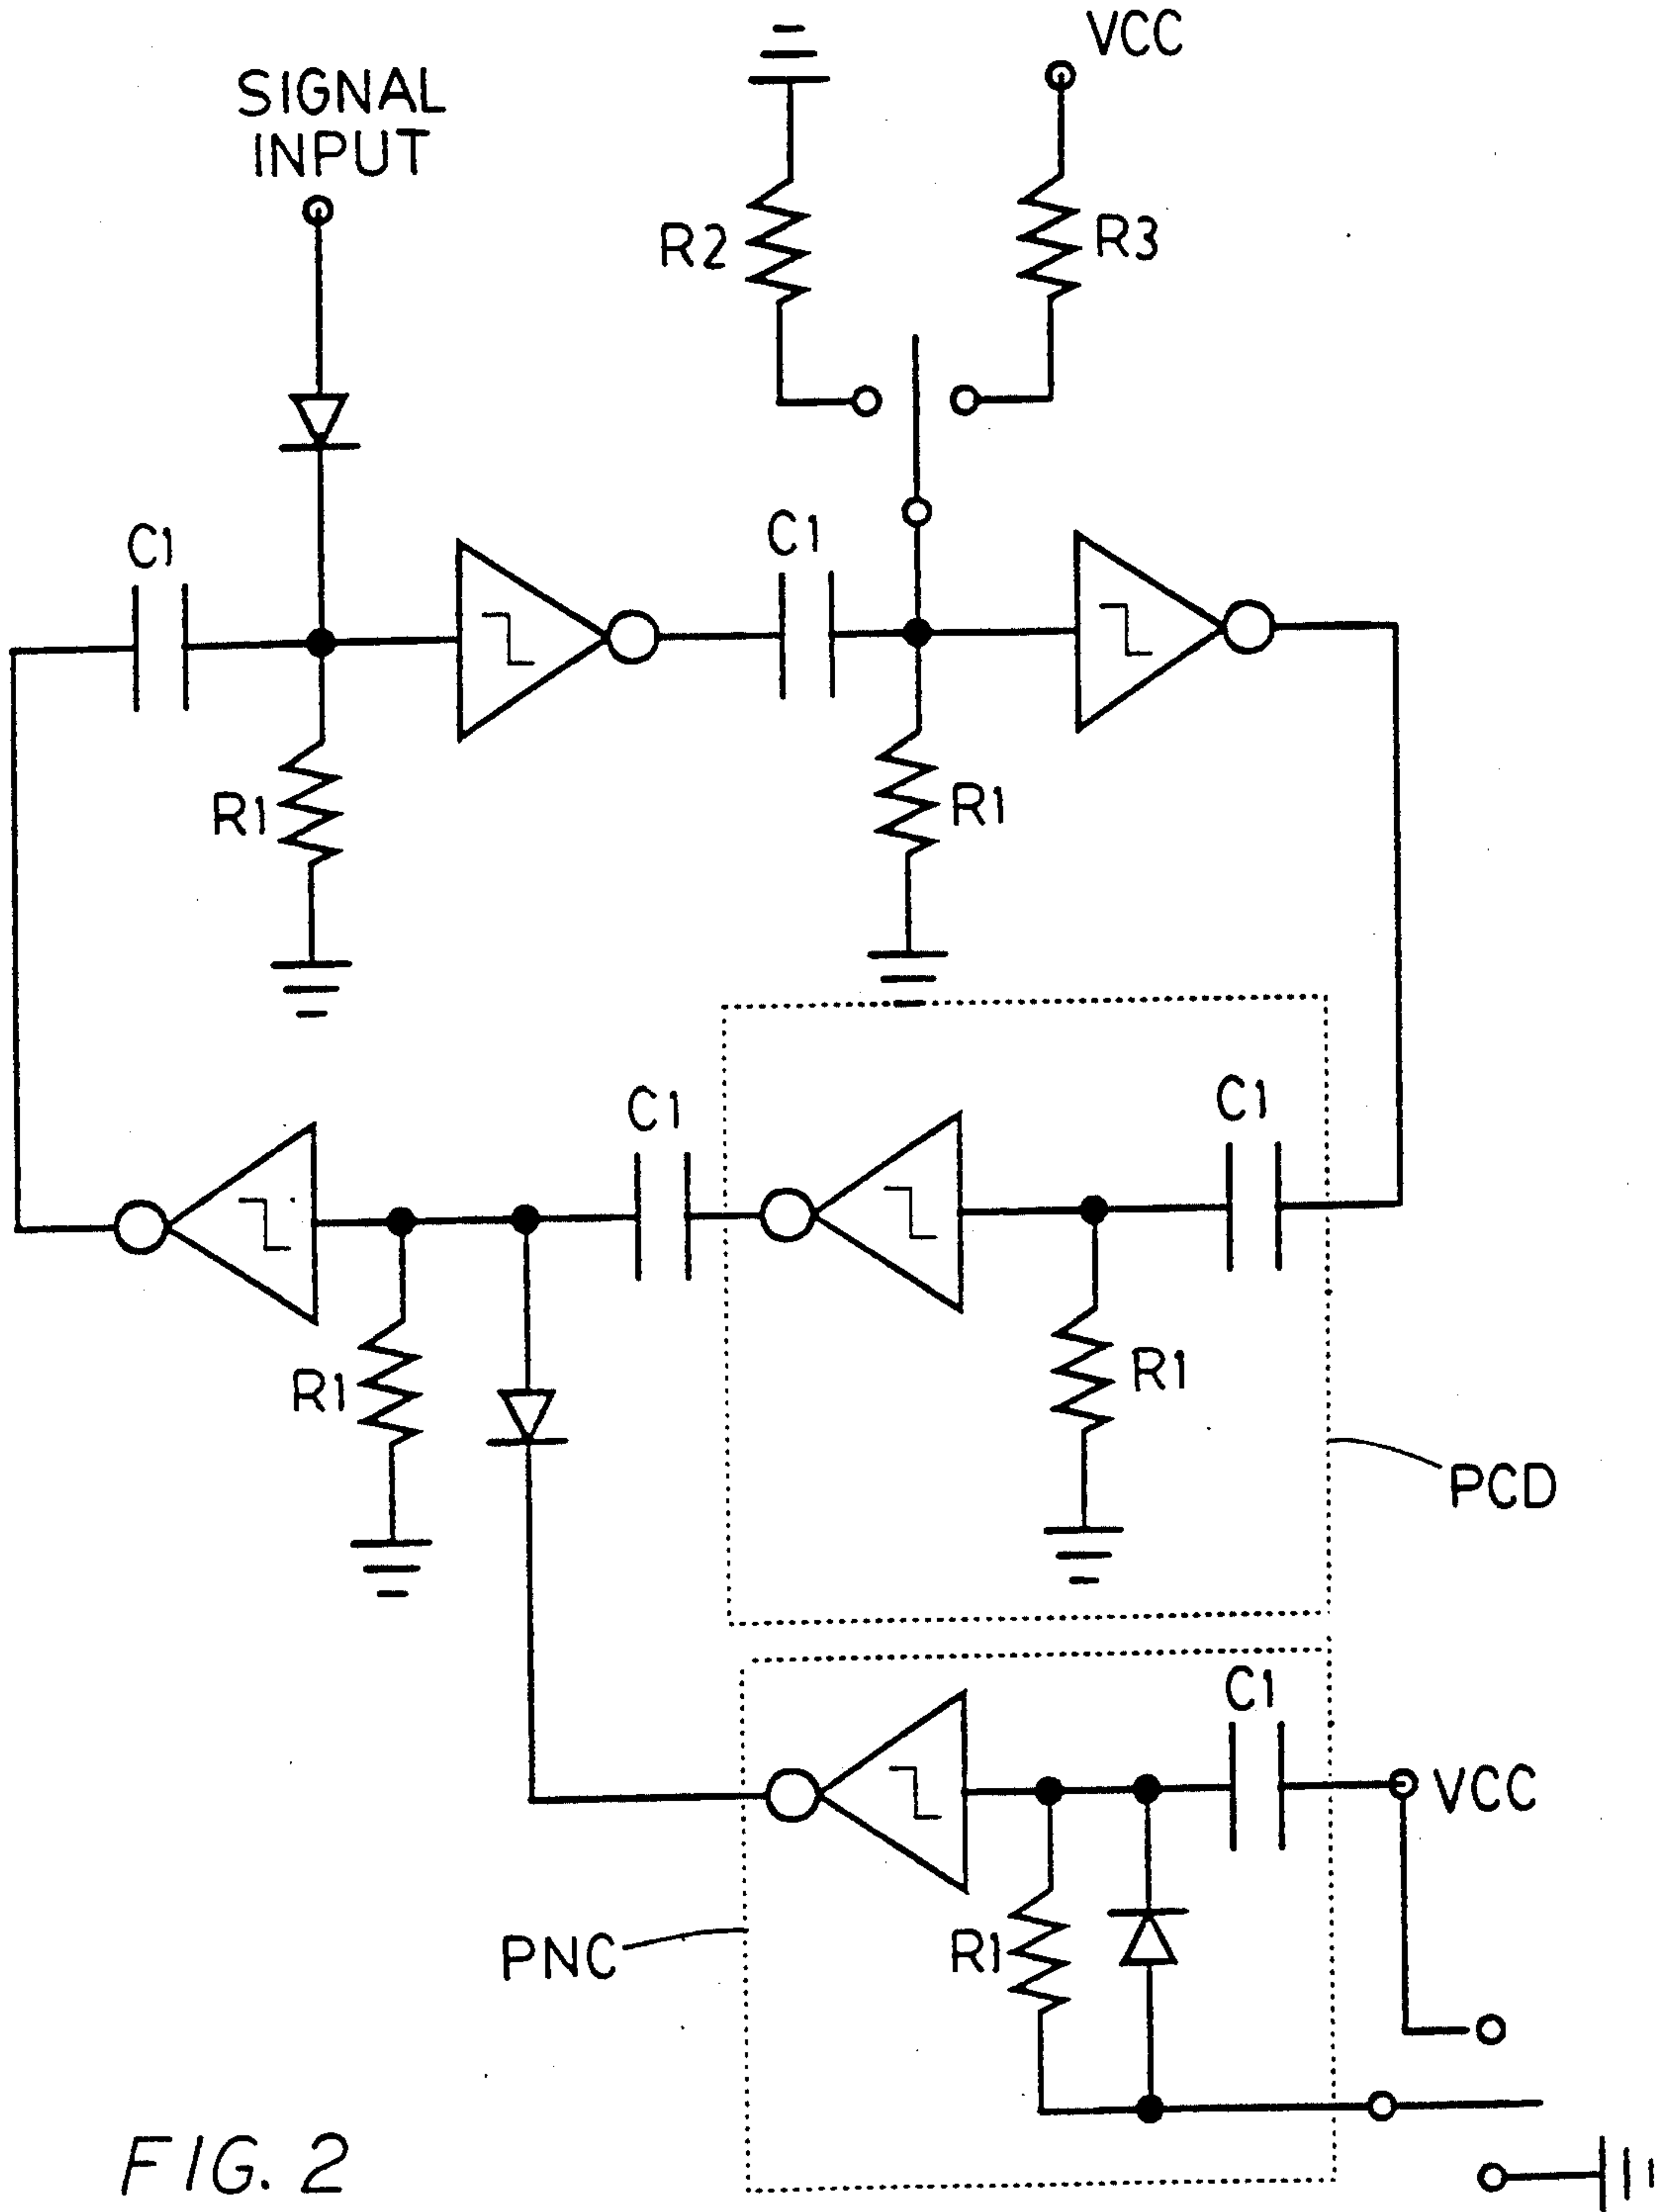 SIGNAL
INPUT
VCC
R2
R3
C1
C1
R1
R1
C1
C1
R1
R1
PCD
C1
VCC
PNC
R1
FIG. 2